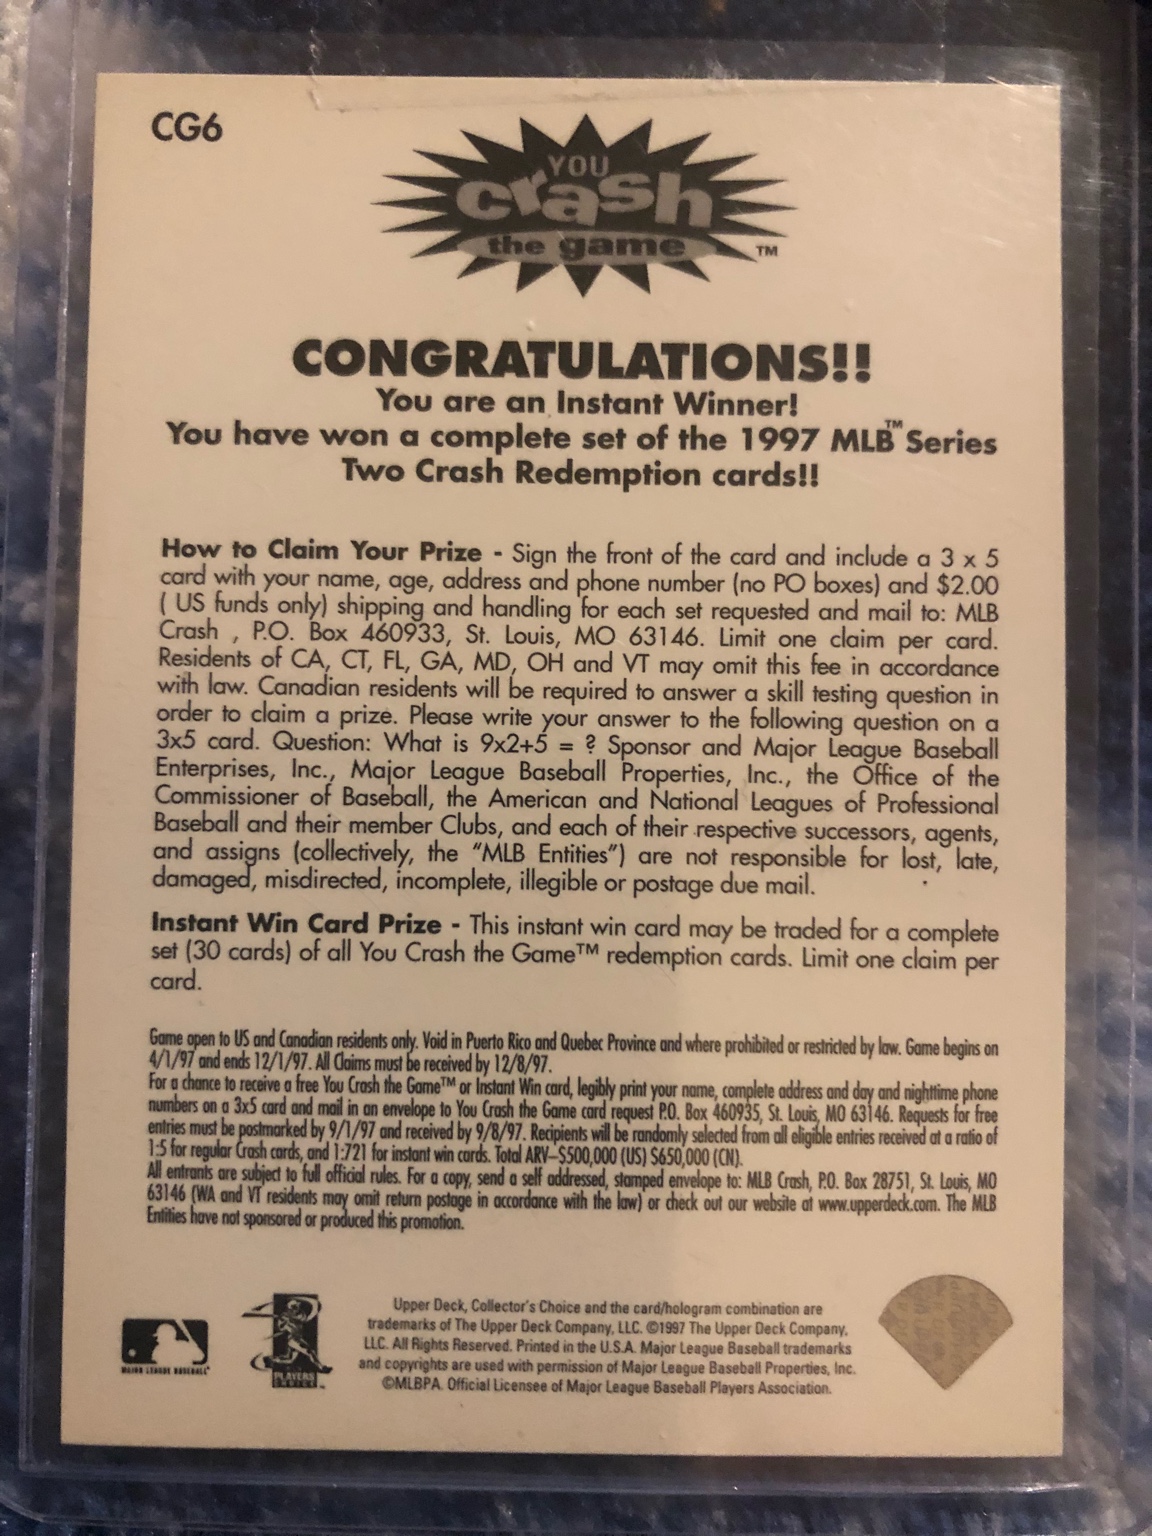 CG6
YOU
crash
the game
TM
CONGRATULATIONS!!
You are an Instant Winner!
You have won a complete set of the 1997 MLB™ Series
Two Crash Redemption cards!!
How to Claim Your Prize - Sign the front of the card and include a 3 x 5
card with your name, age, address and phone number (no PO boxes) and $2.00
( US funds only) shipping and handling for each set requested and mail to: MLB
Crash , P.O. Box 460933, St. Louis, MO 63146. Limit one claim per card.
Residents of CA, CT, FL, GA, MD, OH and VT may omit this fee in accordance
with law. Canadian residents will be required to answer a skill testing question in
order to claim a prize. Please write your answer to the following question on a
3x5 card. Question: What is 9x2+5 = ? Sponsor and Major League Baseball
Enterprises, Inc., Major League Baseball Properties, Inc., the Office of the
Commissioner of Baseball, the American and National Leagues of Professional
Baseball and their member Clubs, and each of their respective successors, agents,
and assigns (collectively, the “MLB Entities”) are not responsible for lost, late,
damaged, misdirected, incomplete, illegible or postage due mail.
Instant Win Card Prize - This instant win card may be traded for a complete
set (30 cards) of all You Crash the Game™ redemption cards. Limit one claim per
card.
Game open to US and Canadian residents only. Void in Puerto Rico and Quebec Province and where prohibited or restricted by law. Game begins on
4/1/97 and ends 12/1/97. All Claims must be received by 12/8/97.
For a chance to receive a free You Crash the Game™ or Instant Win card, legibly print your name, complete address and day and nighttime phone
numbers on a 3x5 card and mail in an envelope to You Crash the Game card request P.O. Box 460935, St. Louis, MO 63146. Requests for free
entries must be postmarked by 9/1/97 and received by 9/8/97. Recipients will be randomly selected from all eligible entries received at a ratio of
1:5 for regular Crash cards, and 1:721 for instant win cards. Total ARV–$500,000 (US) $650,000 (CN).
All entrants are subject to full official rules. For a copy, send a self addressed, stamped envelope to: MLB Crash, P.O. Box 28751, St. Louis, MO
63146 (WA and VT residents may omit return postage in accordance with the law) or check out our website at www.upperdeck.com. The MLB
Entities have not sponsored or produced this promotion.
MAJOR LEAGUE BASEBALL
PLAYERS
CHOICE
Upper Deck, Collector's Choice and the card/hologram combination are
trademarks of The Upper Deck Company, LLC. ©1997 The Upper Deck Company,
LLC. All Rights Reserved. Printed in the U.S.A. Major League Baseball trademarks
and copyrights are used with permission of Major League Baseball Properties, Inc.
©MLBPA. Official Licensee of Major League Baseball Players Association.